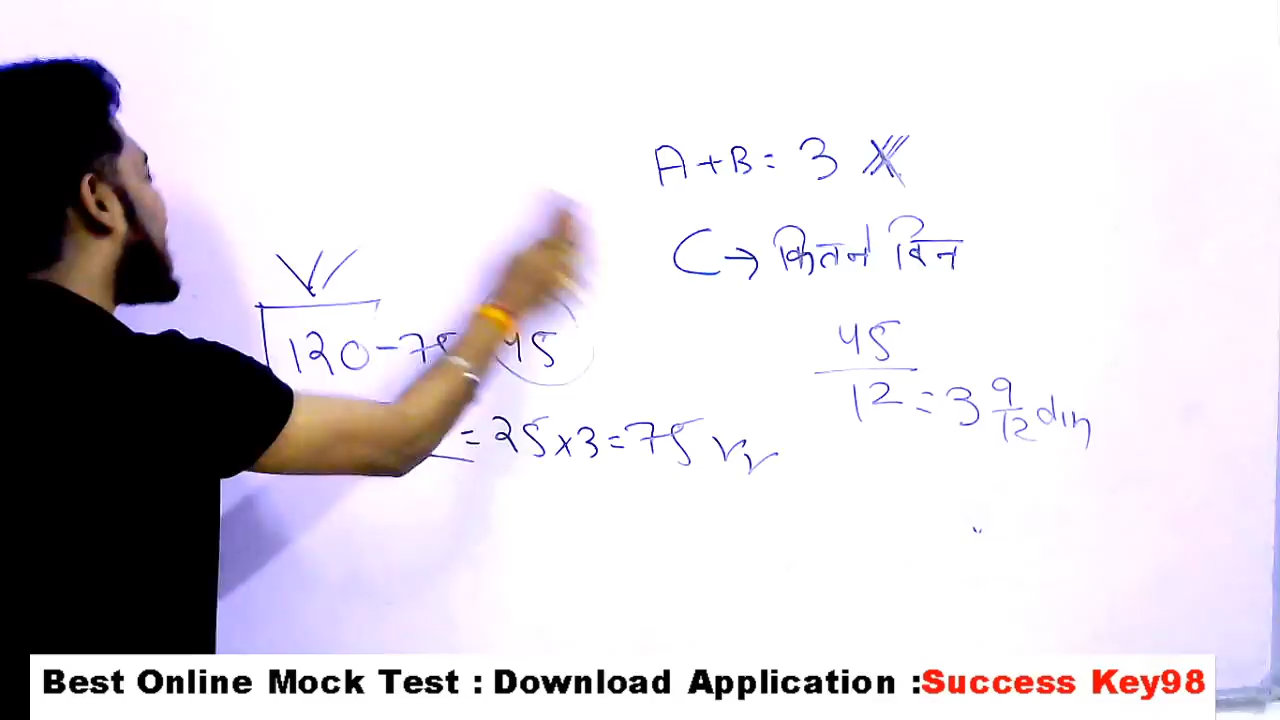 A+B = 3
C → कितने दिन
120 - 75 45
45
12 = 3 9/12 din
= 25 x 3 = 75
Best Online Mock Test : Download Application :Success Key98